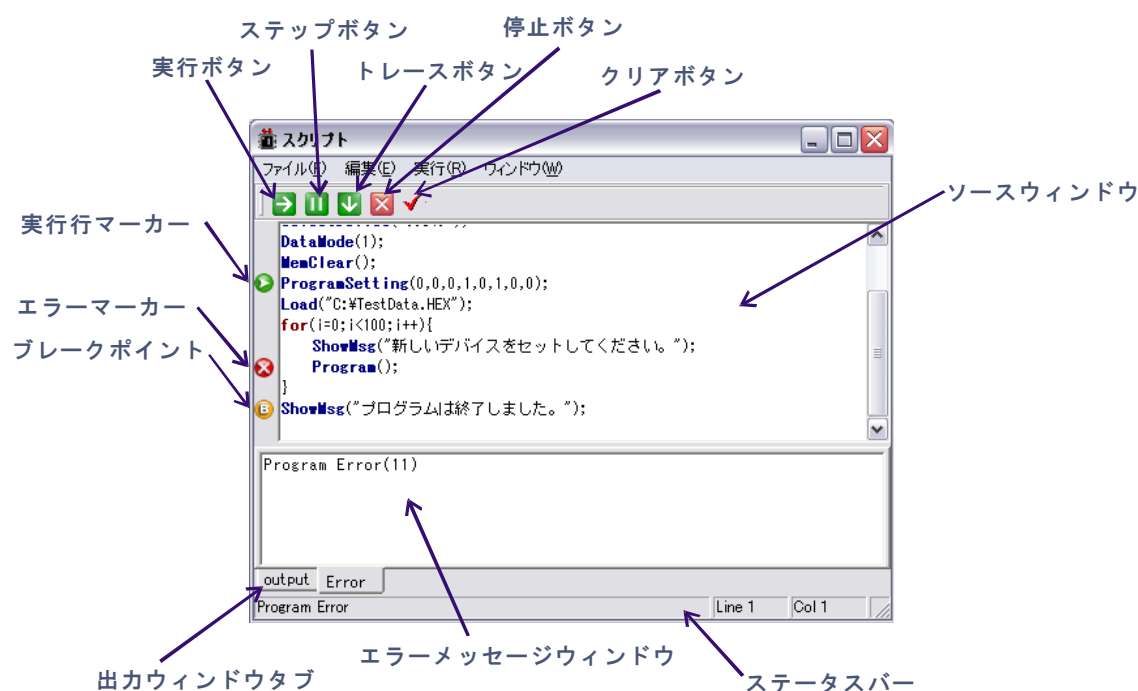 ステップボタン
停止ボタン
実行ボタン
トレースボタン
クリアボタン
スクリプト
ファイル(F) 編集(E) 実行(R) ウィンドウ(W)
ソースウィンドウ
実行行マーカー
エラーマーカー
ブレークポイント
DataMode(1);
MemClear();
ProgramSetting(0,0,0,1,0,1,0,0);
Load("C:¥TestData.HEX");
for(i=0;i<100;i++){
ShowMsg("新しいデバイスをセットしてください。");
Program();
}
B ShowMsg("プログラムは終了しました。");
Program Error(11)
output Error
Program Error Line 1 Col 1
エラーメッセージウィンドウ
出力ウィンドウタブ
ステータスバー